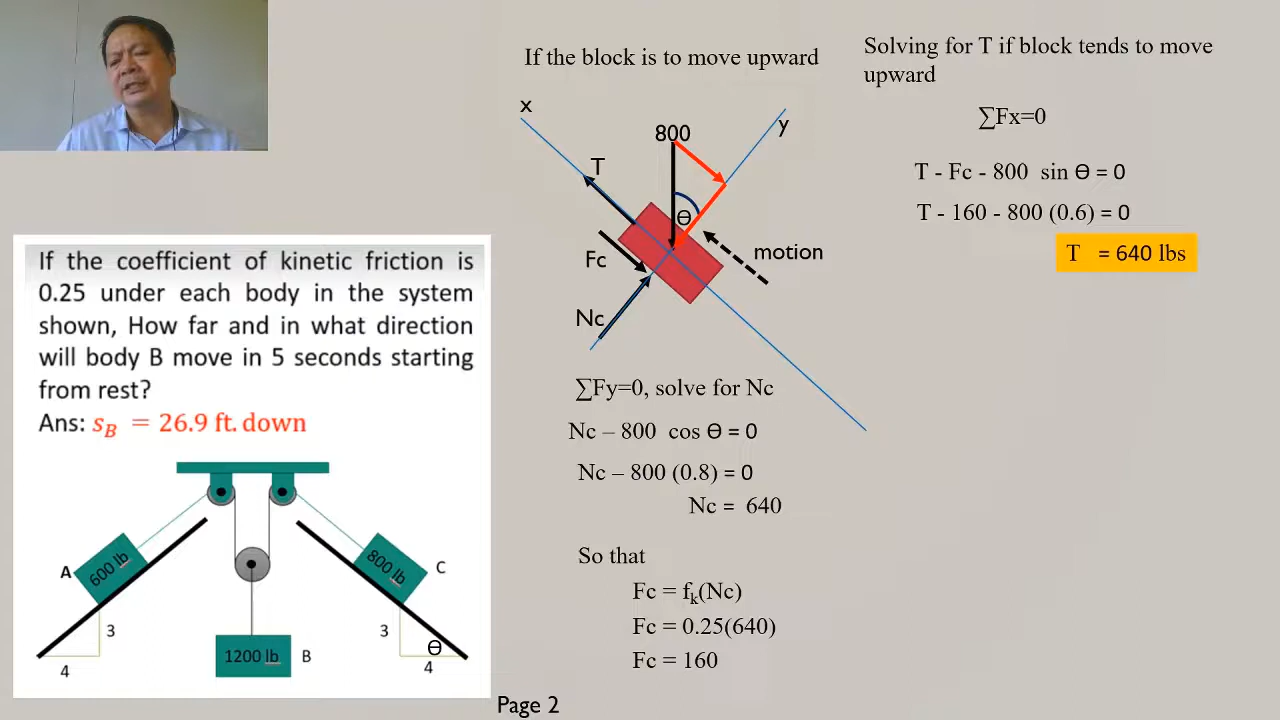 If the block is to move upward
Solving for T if block tends to move
upward
∑Fx=0
T - Fc - 800 sin Ɵ = 0
T - 160 - 800 (0.6) = 0
T = 640 lbs
x
800
y
T
Ɵ
Fc
motion
Nc
∑Fy=0, solve for Nc
Nc – 800 cos Ɵ = 0
Nc – 800 (0.8) = 0
Nc = 640
So that
Fc = fk(Nc)
Fc = 0.25(640)
Fc = 160
If the coefficient of kinetic friction is
0.25 under each body in the system
shown, How far and in what direction
will body B move in 5 seconds starting
from rest?
Ans: sB = 26.9 ft. down
A
600 lb
800 lb
C
3
4
1200 lb
B
3
Ɵ
4
Page 2